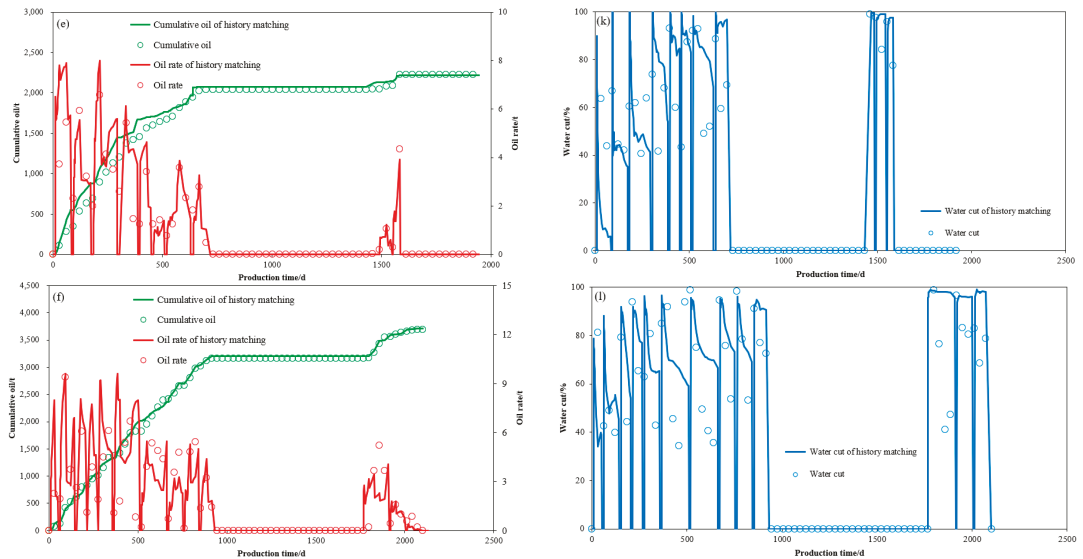 (e)
3,000
2,500
2,000
1,500
1,000
500
0
Cumulative oil/t
Cumulative oil of history matching
Cumulative oil
Oil rate of history matching
Oil rate
10
8
6
4
2
0
Oil rate/t
0
500
1000
1500
2000
Production time/d
(k)
100
80
60
40
20
0
Water cut/%
Water cut of history matching
Water cut
0
500
1000
1500
2000
2500
Production time/d
(f)
4,500
4,000
3,500
3,000
2,500
2,000
1,500
1,000
500
0
Cumulative oil/t
Cumulative oil of history matching
Cumulative oil
Oil rate of history matching
Oil rate
15
12
9
6
3
0
Oil rate/t
0
500
1000
1500
2000
2500
Production time/d
(l)
100
80
60
40
20
0
Water cut/%
Water cut of history matching
Water cut
0
500
1000
1500
2000
2500
Production time/d